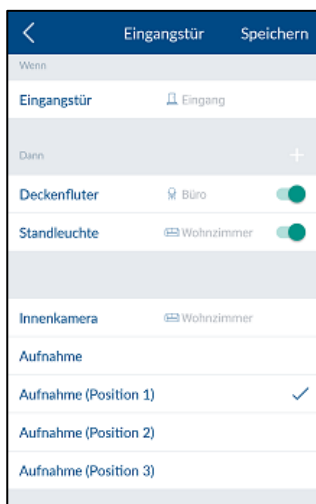 Eingangstür Speichern
Wenn
Eingangstür Eingang
Dann
Deckenfluter Büro
Standleuchte Wohnzimmer
Innenkamera Wohnzimmer
Aufnahme
Aufnahme (Position 1)
Aufnahme (Position 2)
Aufnahme (Position 3)